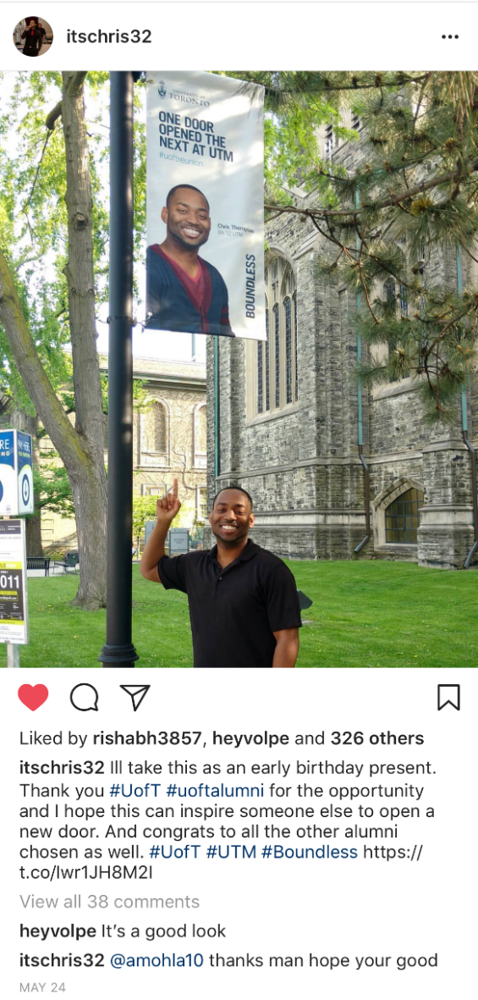 itschris32
UNIVERSITY OF
TORONTO
ONE DOOR
OPENED THE
NEXT AT UTM
#uoftreunion
Chris Thompson
BA '12 UTM
BOUNDLESS
011
Liked by rishabh3857, heyvolpe and 326 others
itschris32 Ill take this as an early birthday present.
Thank you #UofT #uoftalumni for the opportunity
and I hope this can inspire someone else to open a
new door. And congrats to all the other alumni
chosen as well. #UofT #UTM #Boundless https://
t.co/lwr1JH8M2I
View all 38 comments
heyvolpe It's a good look
itschris32 @amohla10 thanks man hope your good
MAY 24